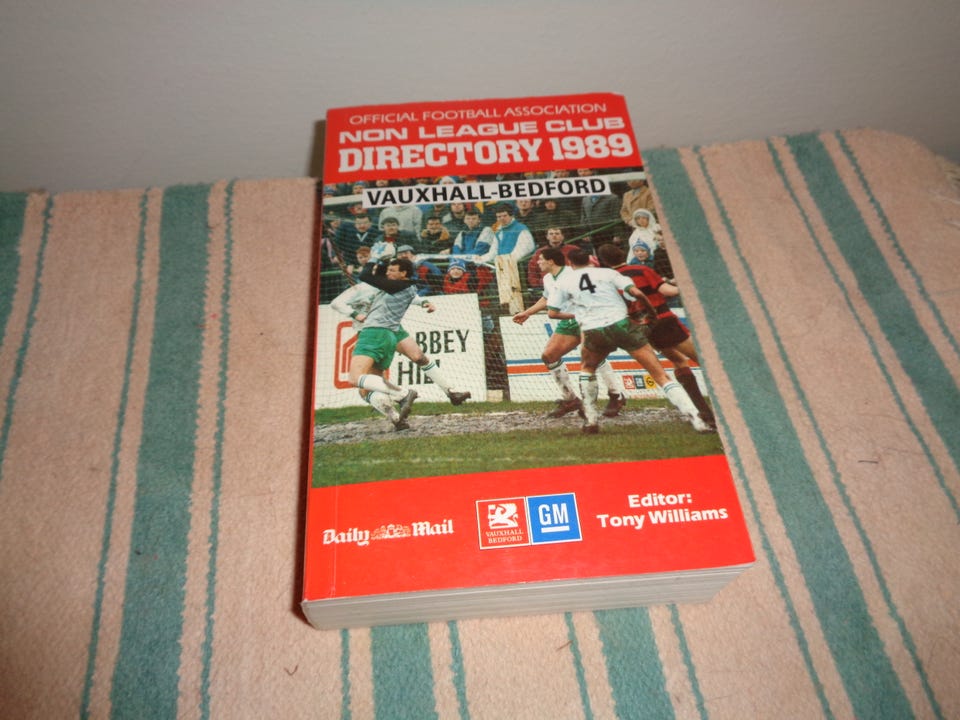 OFFICIAL FOOTBALL ASSOCIATION
NON LEAGUE CLUB
DIRECTORY 1989
VAUXHALL-BEDFORD
4
BBEY
HIL
Daily Mail
VAUXHALL
BEDFORD
GM
Editor:
Tony Williams